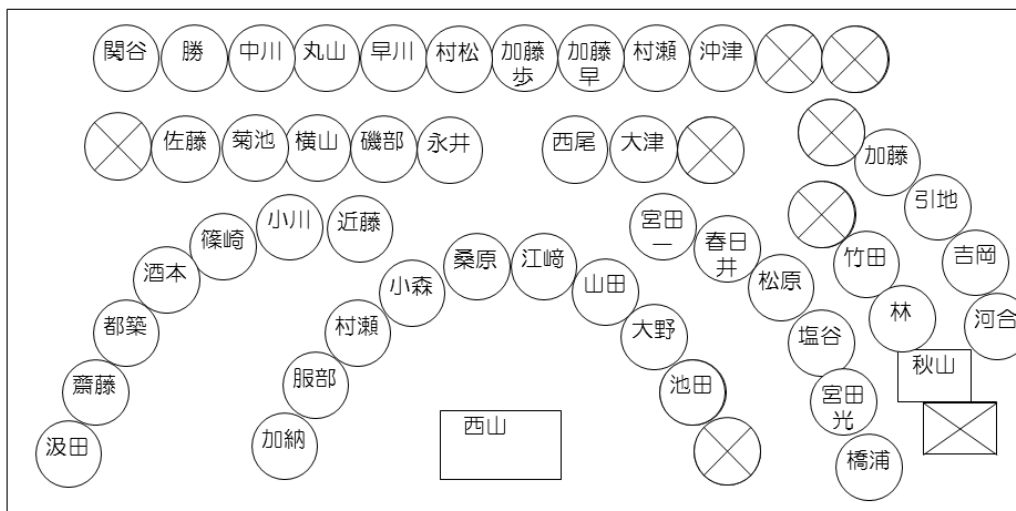 関谷
勝
中川
丸山
早川
村松
加藤
歩
加藤
早
村瀬
沖津
佐藤
菊池
横山
磯部
永井
西尾
大津
加藤
引地
吉岡
河合
小川
近藤
篠崎
酒本
都築
齋藤
汲田
桑原
江﨑
小森
山田
村瀬
大野
服部
池田
加納
西山
宮田
一
春日
井
松原
塩谷
宮田
光
橋浦
竹田
林
秋山